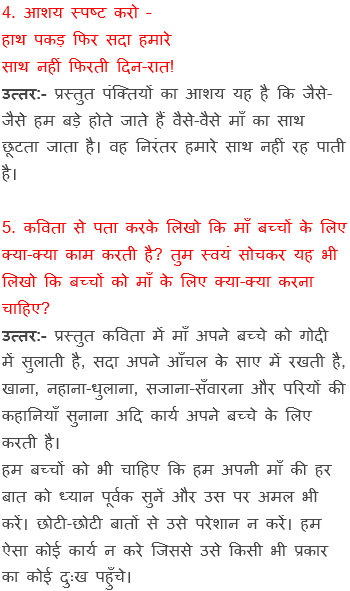 4. आशय स्पष्ट करो –
हाथ पकड़ फिर सदा हमारे
साथ नहीं फिरती दिन-रात!
उत्तर:- प्रस्तुत पंक्तियों का आशय यह है कि जैसे-
जैसे हम बड़े होते जाते हैं वैसे-वैसे माँ का साथ
छूटता जाता है। वह निरंतर हमारे साथ नहीं रह पाती
है।
5. कविता से पता करके लिखो कि माँ बच्चों के लिए
क्या-क्या काम करती है? तुम स्वयं सोचकर यह भी
लिखो कि बच्चों को माँ के लिए क्या-क्या करना
चाहिए?
उत्तर:- प्रस्तुत कविता में माँ अपने बच्चे को गोदी
में सुलाती है, सदा अपने आँचल के साए में रखती है,
खाना, नहाना-धुलाना, सजाना-सँवारना और परियों की
कहानियाँ सुनाना अदि कार्य अपने बच्चे के लिए
करती है।
हम बच्चों को भी चाहिए कि हम अपनी माँ की हर
बात को ध्यान पूर्वक सुनें और उस पर अमल भी
करें। छोटी-छोटी बातों से उसे परेशान न करें। हम
ऐसा कोई कार्य न करे जिससे उसे किसी भी प्रकार
का कोई दुःख पहुँचे।